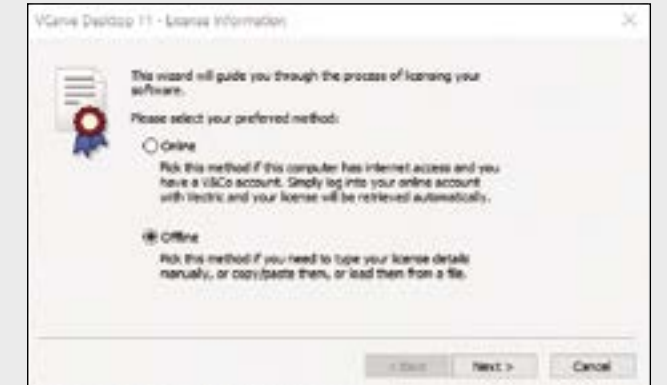 VCarve Desktop 11 - License Information
This wizard will guide you through the process of licensing your
software.
Please select your preferred method:
Online
Pick this method if this computer has internet access and you
have a V&Co account. Simply log into your online account
with Vectric and your license will be retrieved automatically.
Offline
Pick this method if you need to type your license details
manually, or copy/paste them, or load them from a file.
< Back Next > Cancel